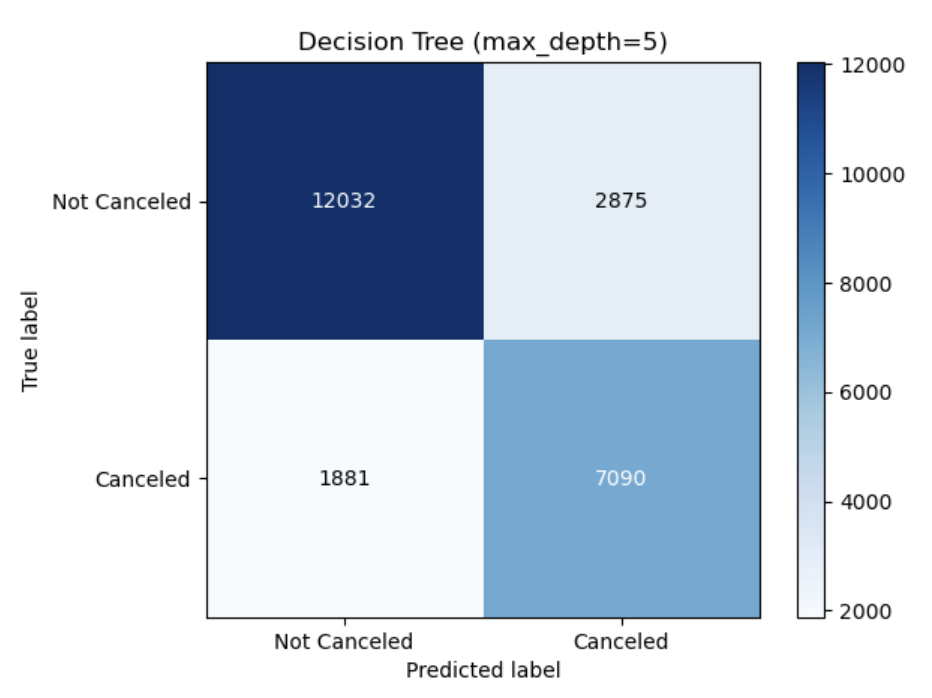 Decision Tree (max_depth=5)
12000
10000
8000
6000
4000
2000
True label
Not Canceled
12032
2875
Canceled
1881
7090
Not Canceled
Canceled
Predicted label